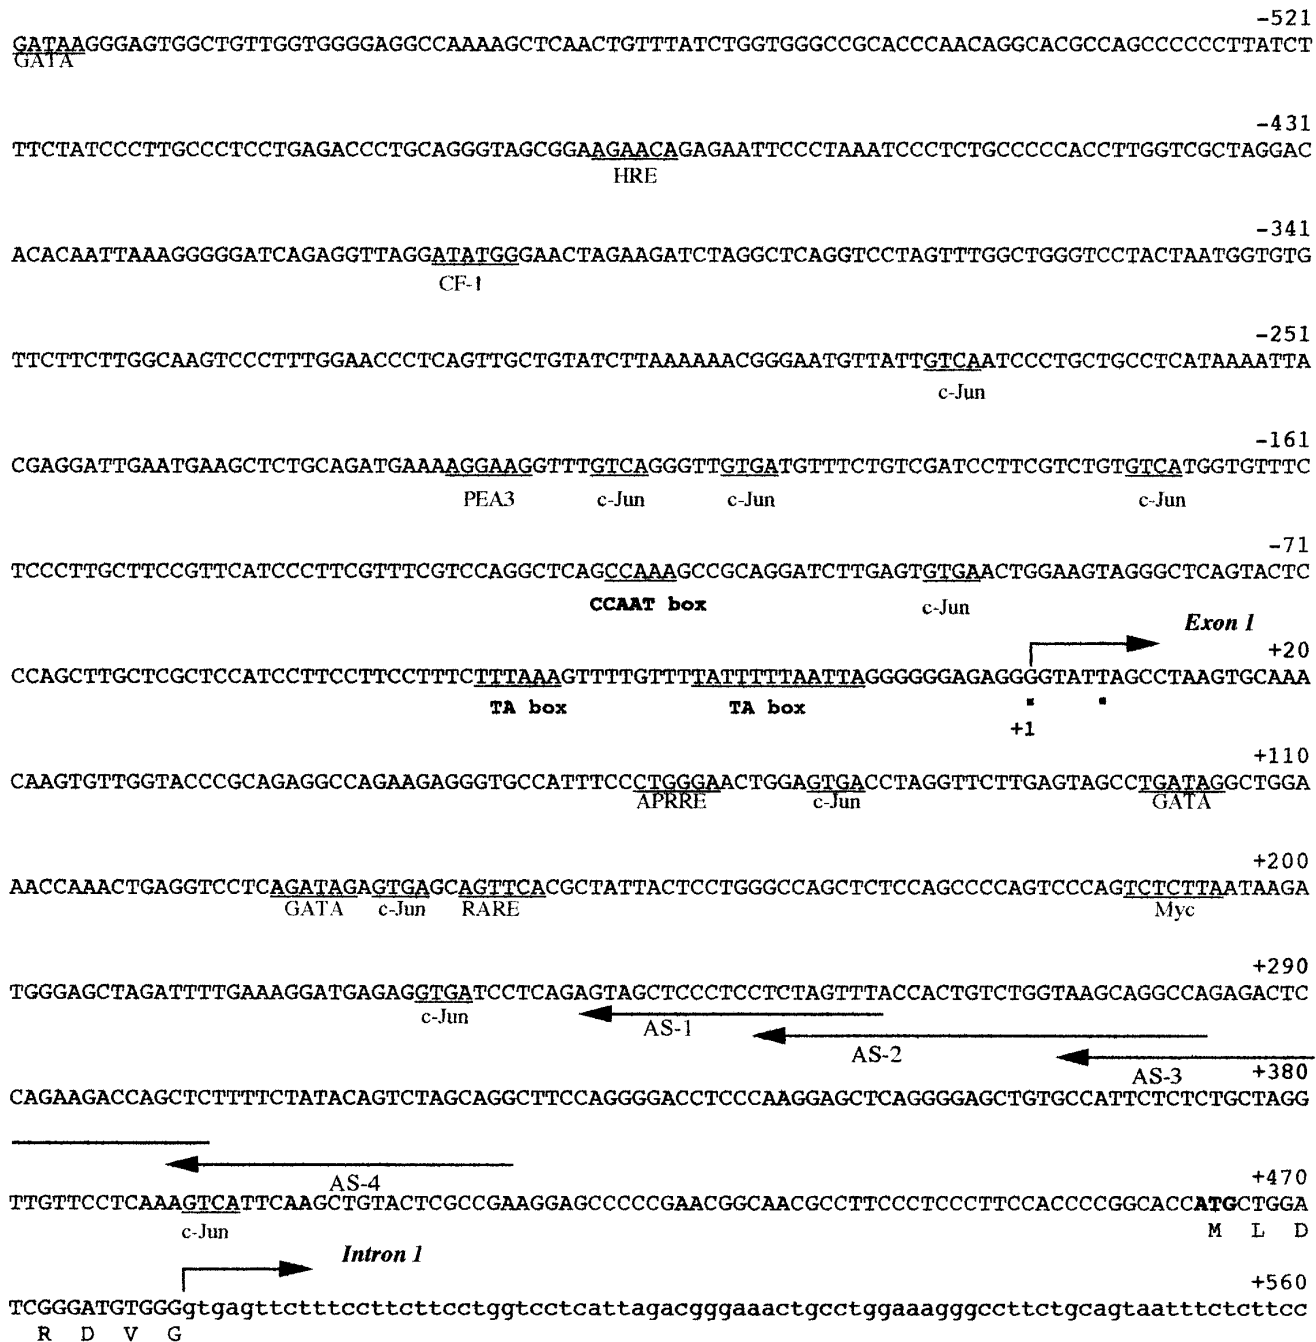 -521
GATAAGGGAGTGGCTGTTGGTGGGGAGGCCAAAAGCTCAACTGTTTATCTGGTGGGCCGCACCCAACAGGCACGCCAGCCCCCCTTATCT
GATA
-431
TTCTATCCCTTGCCCTCCTGAGACCCTGCAGGGTAGCGGAAGAACAGAGAATTCCCTAAATCCCTCTGCCCCCACCTTGGTCGCTAGGAC
HRE
-341
ACACAATTAAAGGGGGATCAGAGGTTAGGATATGGGAACTAGAAGATCTAGGCTCAGGTCCTAGTTTGGCTGGGTCCTACTAATGGTGTG
CF-1
-251
TTCTTCTTGGCAAGTCCCTTTGGAACCCTCAGTTGCTGTATCTTAAAAAACGGGAATGTTATTGTCAATCCCTGCTGCCTCATAAAATTA
c-Jun
-161
CGAGGATTGAATGAAGCTCTGCAGATGAAAAGGAAGGTTTGTCAGGGTTGTGATGTTTCTGTCGATCCTTCGTCTGTGTCATGGTGTTTC
PEA3 c-Jun c-Jun c-Jun
-71
TCCCTTGCTTCCGTTCATCCCTTCGTTTCGTCCAGGCTCAGCCAAAGCCGCAGGATCTTGAGTGTGAACTGGAAGTAGGGCTCAGTACTC
CCAAT box c-Jun
Exon 1
+20
CCAGCTTGCTCGCTCCATCCTTCCTTCCTTTCTTTAAAGTTTTGTTTTATTTTTAATTAGGGGGGAGAGGGGTATTAGCCTAAGTGCAAA
TA box TA box
+1
+110
CAAGTGTTGGTACCCGCAGAGGCCAGAAGAGGGTGCCATTTCCCTGGGAACTGGAGTGACCTAGGTTCTTGAGTAGCCTGATAGGCTGGA
APRRE c-Jun GATA
+200
AACCAAACTGAGGTCCTCAGATAGAGTGAGCAGTTCACGCTATTACTCCTGGGCCAGCTCTCCAGCCCCAGTCCCAGTCTCTTAATAAGA
GATA c-Jun RARE Myc
+290
TGGGAGCTAGATTTTGAAAGGATGAGAGGTGATCCTCAGAGTAGCTCCCTCCTCTAGTTTACCACTGTCTGGTAAGCAGGCCAGAGACTC
c-Jun AS-1 AS-2 AS-3
+380
CAGAAGACCAGCTCTTTTCTATACAGTCTAGCAGGCTTCCAGGGGACCTCCCAAGGAGCTCAGGGGAGCTGTGCCATTCTCTCTGCTAGG
AS-4
+470
TTGTTCCTCAAAGTCATTCAAGCTGTACTCGCCGAAGGAGCCCCCGAACGGCAACGCCTTCCCTCCCTTCCACCCCGGCACCATGCTGGA
c-Jun M L D
Intron 1
+560
TCGGGATGTGGGgtgagttctttccttcttcctggtcctcattagacgggaaactgcctggaaagggccttctgcagtaatttctcttcc
R D V G